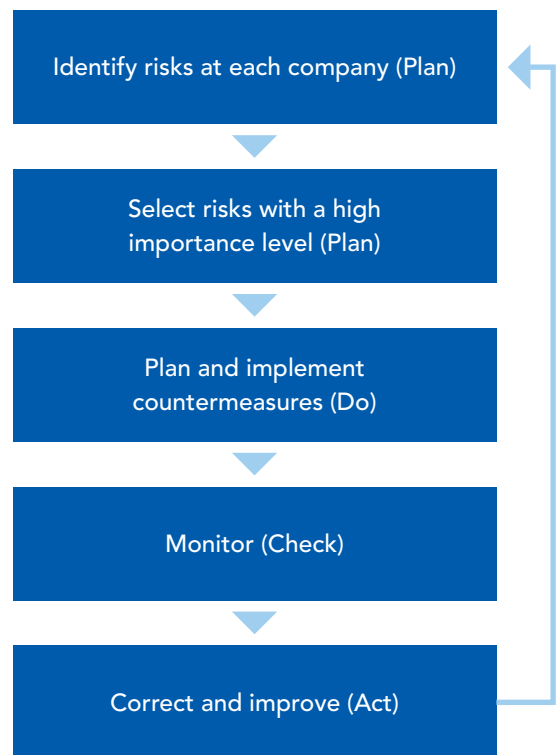 Identify risks at each company (Plan)
Select risks with a high
importance level (Plan)
Plan and implement
countermeasures (Do)
Monitor (Check)
Correct and improve (Act)